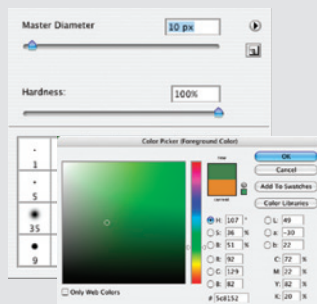 Master Diameter 10 px
Hardness: 100%
1
5
35
9
Color Picker (Foreground Color)
new
current
OK
Cancel
Add To Swatches
Color Libraries
H: 107 °
S: 36 %
B: 51 %
R: 92
G: 129
B: 82
# 5c8152
L: 49
a: -30
b: 22
C: 72 %
M: 22 %
Y: 82 %
K: 20 %
Only Web Colors